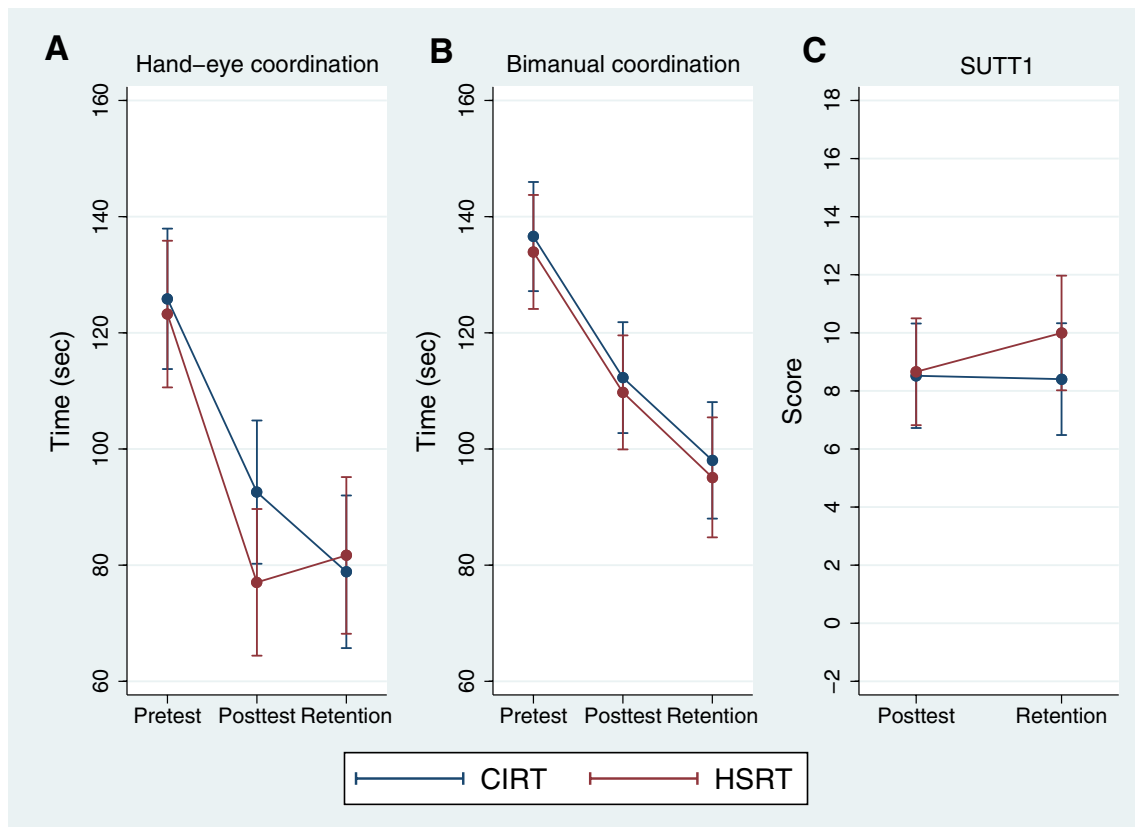 A
Hand–eye coordination
Time (sec)
160
140
120
100
80
60
Pretest Posttest Retention
B
Bimanual coordination
Time (sec)
160
140
120
100
80
60
Pretest Posttest Retention
C
SUTT1
Score
18
16
14
12
10
8
6
4
2
0
−2
Posttest Retention
CIRT HSRT